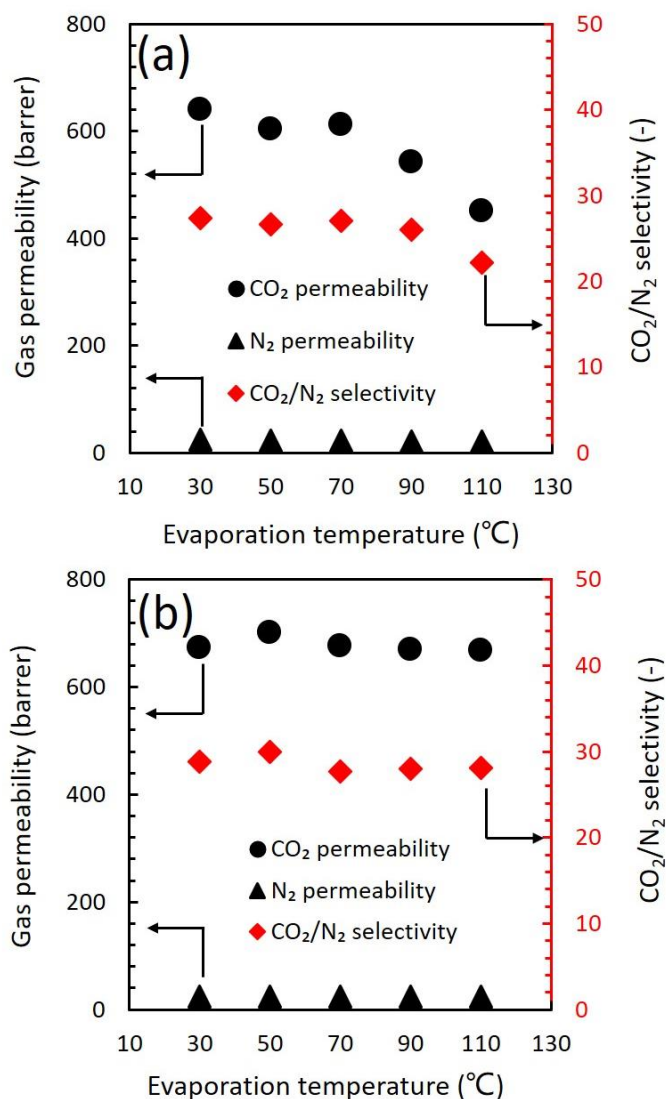 (a)
800
600
400
200
0
Gas permeability (barrer)
50
40
30
20
10
0
CO₂/N₂ selectivity (-)
CO₂ permeability
N₂ permeability
CO₂/N₂ selectivity
10 30 50 70 90 110 130
Evaporation temperature (℃)
(b)
800
600
400
200
0
Gas permeability (barrer)
50
40
30
20
10
0
CO₂/N₂ selectivity (-)
CO₂ permeability
N₂ permeability
CO₂/N₂ selectivity
10 30 50 70 90 110 130
Evaporation temperature (℃)